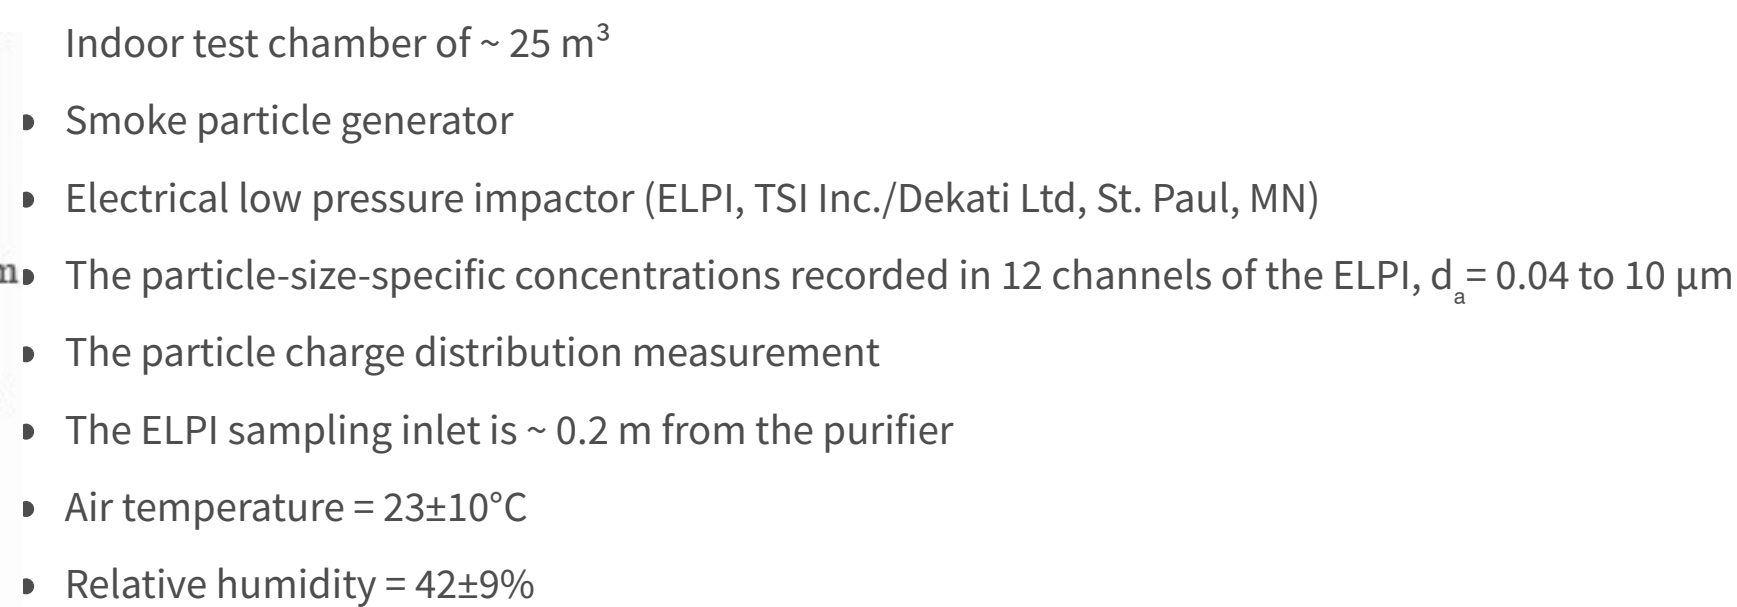 Indoor test chamber of ~ 25 m³
• Smoke particle generator
• Electrical low pressure impactor (ELPI, TSI Inc./Dekati Ltd, St. Paul, MN)
• The particle-size-specific concentrations recorded in 12 channels of the ELPI, dₐ= 0.04 to 10 µm
• The particle charge distribution measurement
• The ELPI sampling inlet is ~ 0.2 m from the purifier
• Air temperature = 23±10°C
• Relative humidity = 42±9%